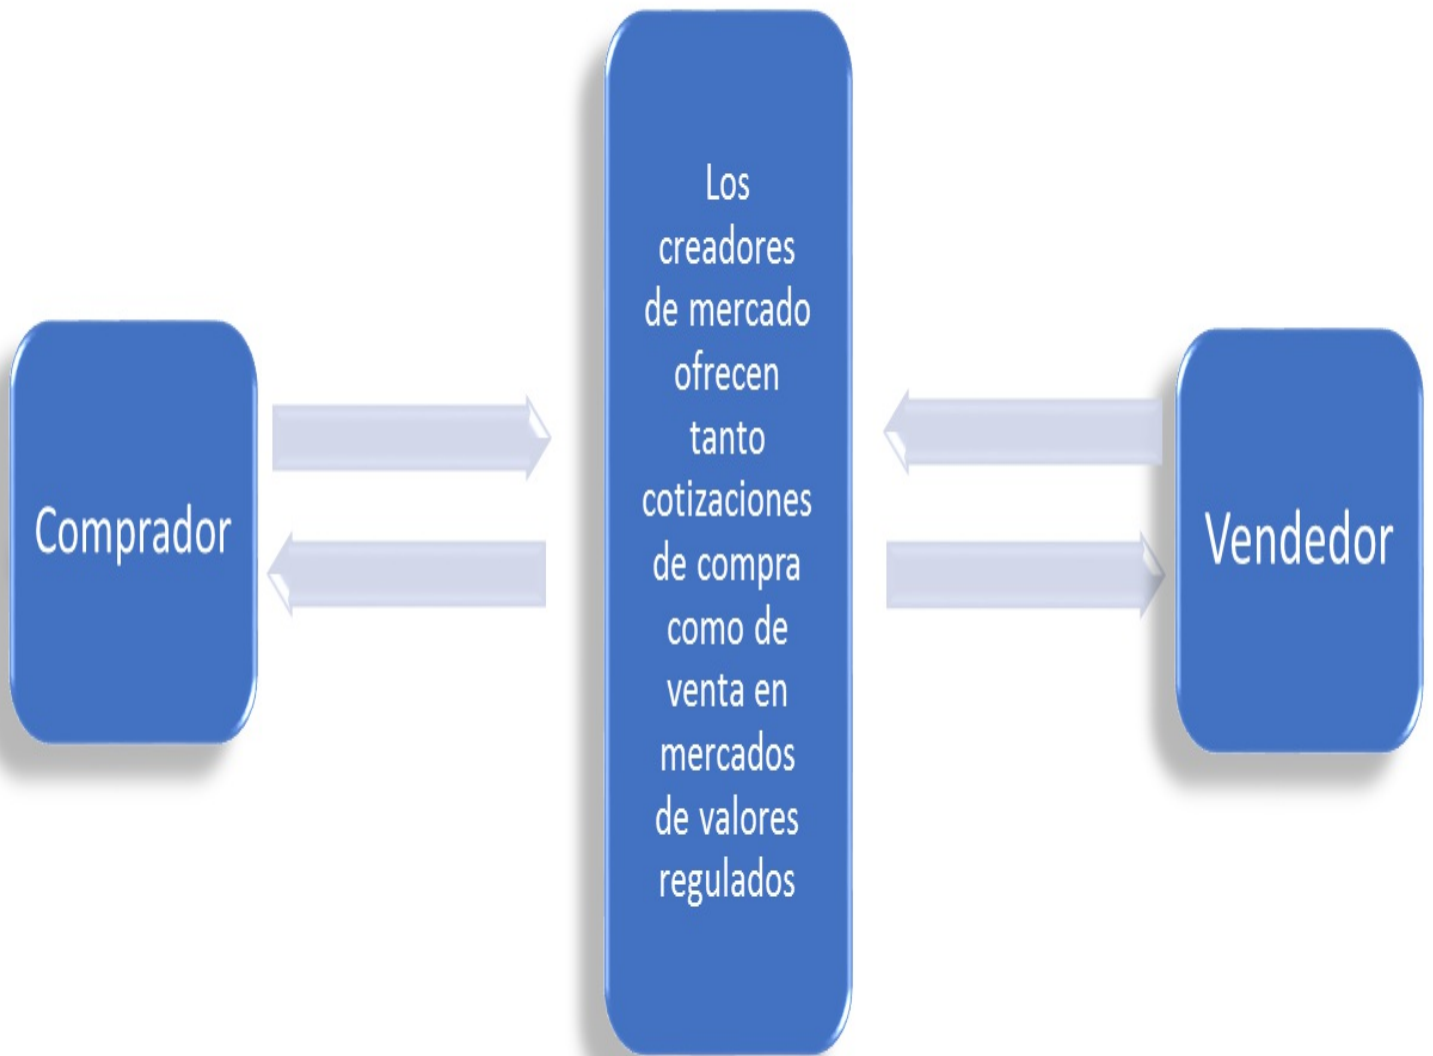 Comprador
Los
creadores
de mercado
ofrecen
tanto
cotizaciones
de compra
como de
venta en
mercados
de valores
regulados
Vendedor